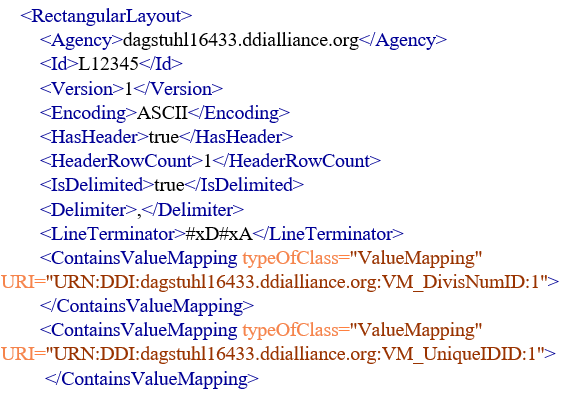 <RectangularLayout>
<Agency>dagstuhl16433.ddialliance.org</Agency>
<Id>L12345</Id>
<Version>1</Version>
<Encoding>ASCII</Encoding>
<HasHeader>true</HasHeader>
<HeaderRowCount>1</HeaderRowCount>
<IsDelimited>true</IsDelimited>
<Delimiter>,</Delimiter>
<LineTerminator>#xD#xA</LineTerminator>
<ContainsValueMapping typeOfClass="ValueMapping"
URI="URN:DDI:dagstuhl16433.ddialliance.org:VM_DivisNumID:1">
</ContainsValueMapping>
<ContainsValueMapping typeOfClass="ValueMapping"
URI="URN:DDI:dagstuhl16433.ddialliance.org:VM_UniqueIDID:1">
</ContainsValueMapping>